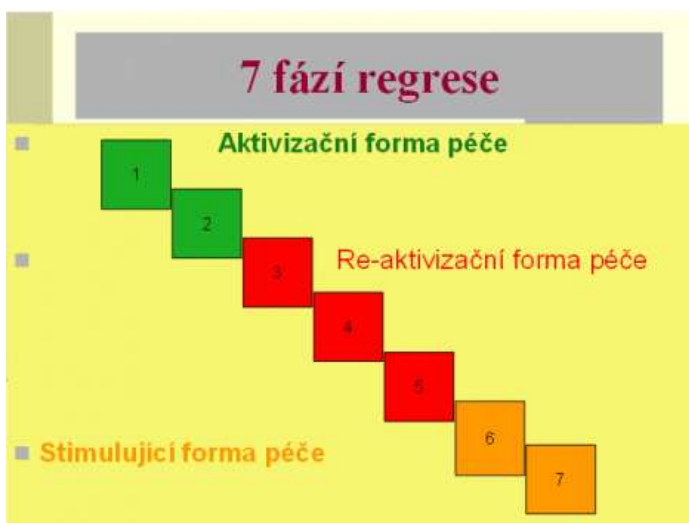 7 fází regrese
Aktivizační forma péče
1
2
Re-aktivizační forma péče
3
4
5
6
Stimulujicí forma péče
7